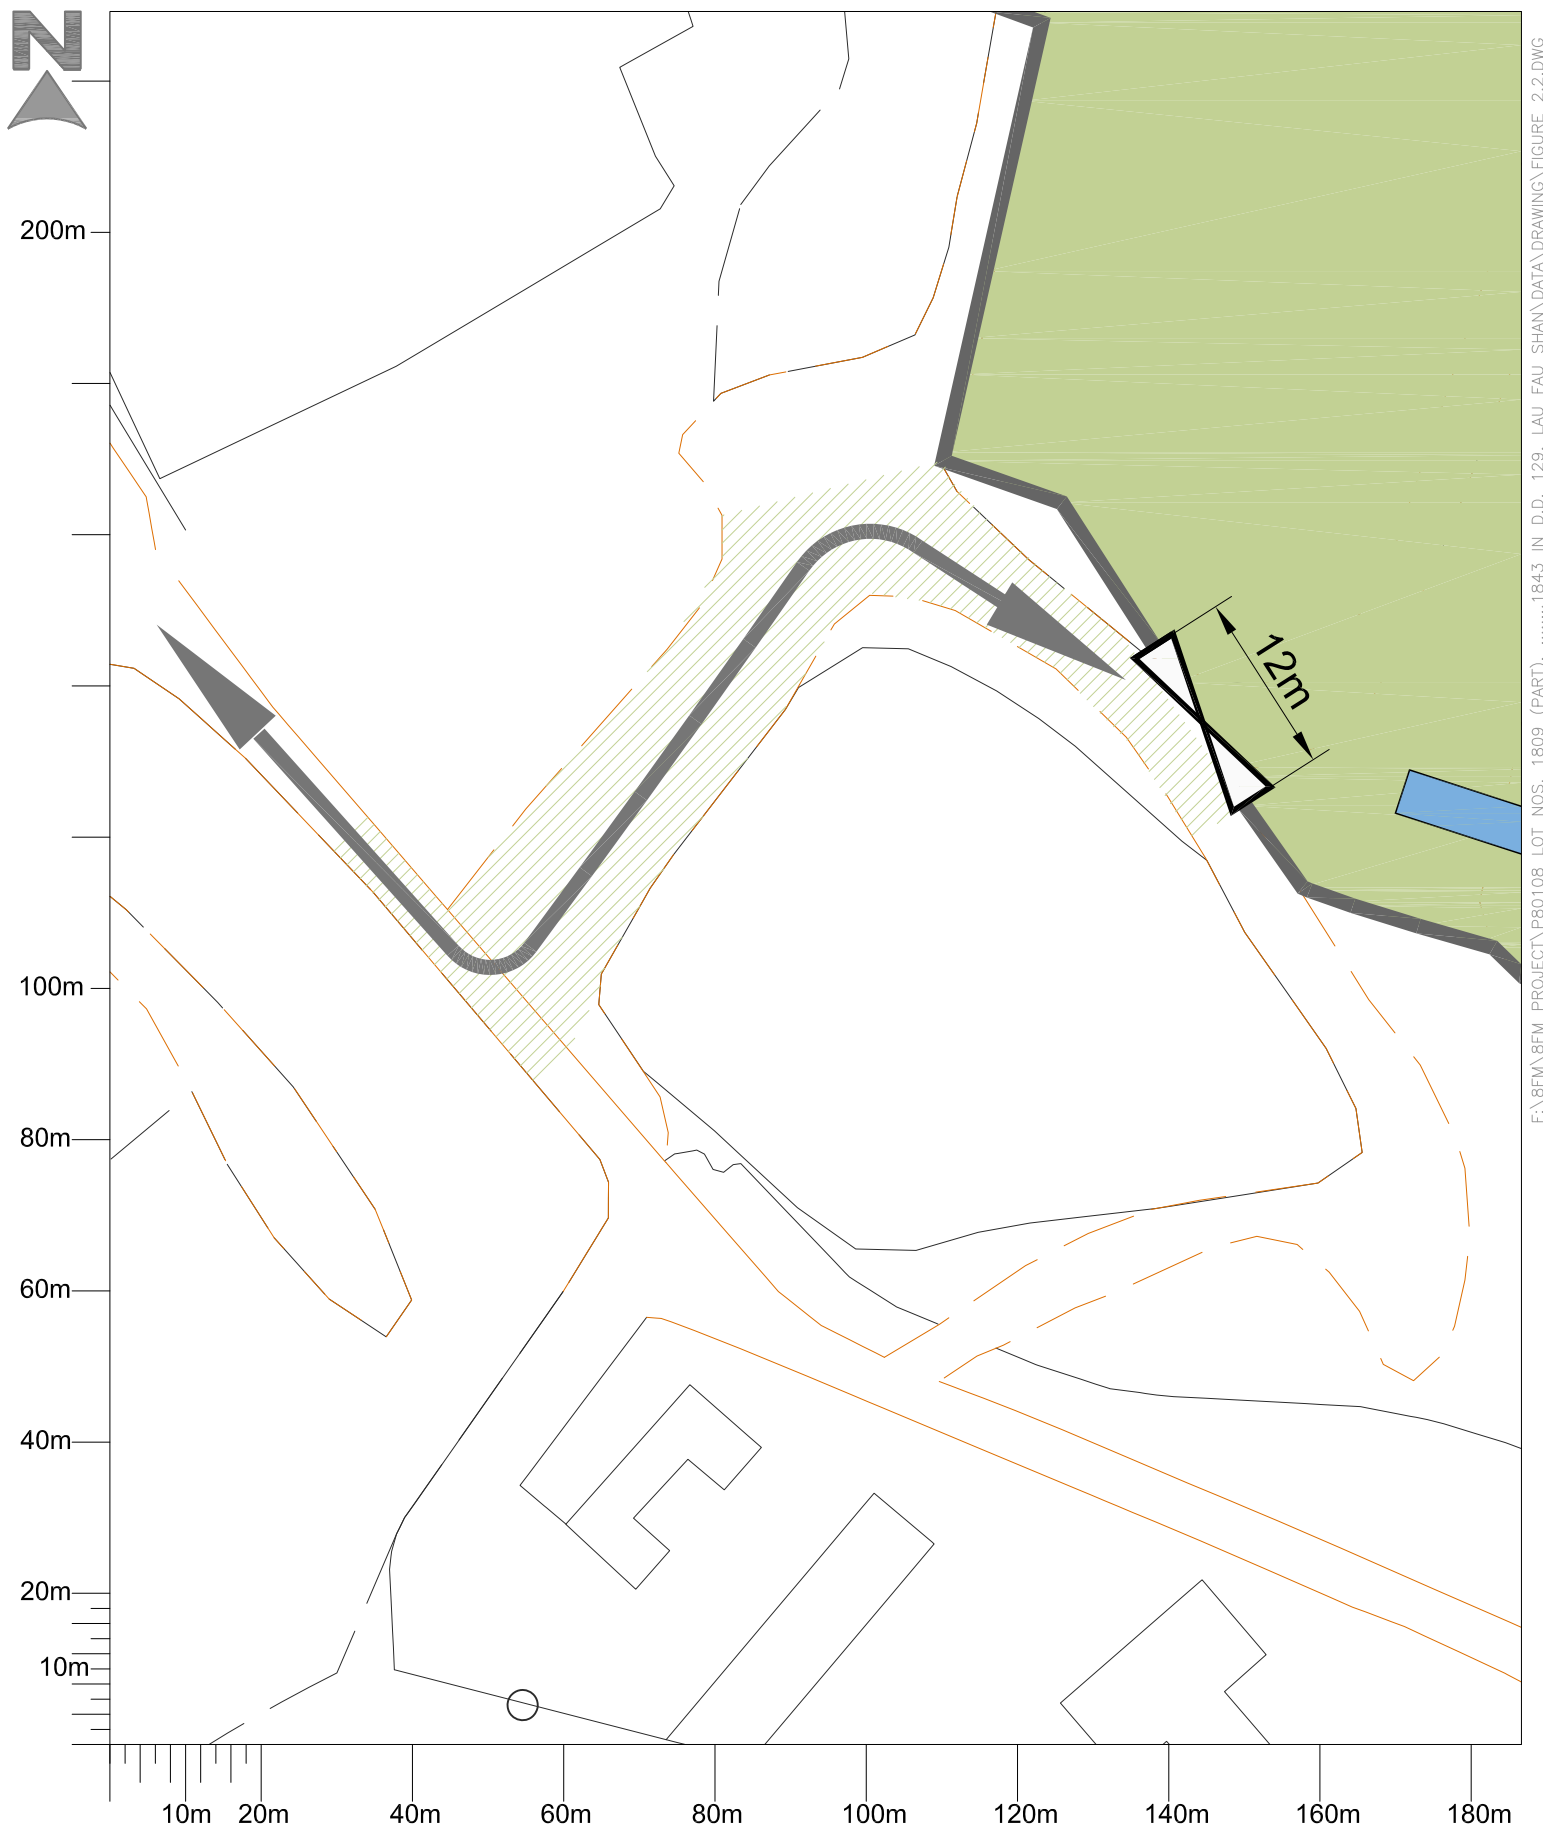 N
200m
12m
100m
80m
60m
40m
20m
10m
10m 20m 40m 60m 80m 100m 120m 140m 160m 180m
F:\8FM\8FM PROJECT\P80108 LOT NOS. 1809 (PART), ......1843 IN D.D. 129, LAU FAU SHAN\DATA\DRAWING\FIGURE 2.2.DWG